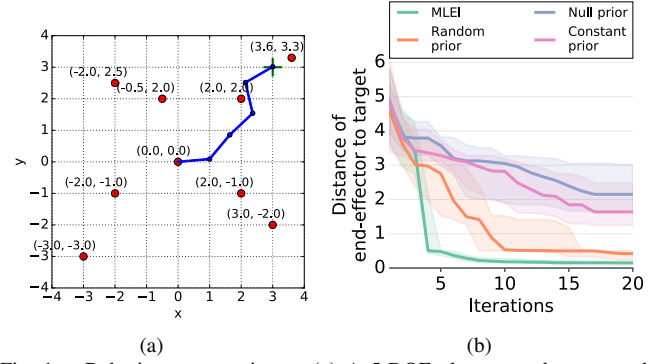 (3.6, 3.3)
(-2.0, 2.5)
(-0.5, 2.0)
(2.0, 2.0)
(0.0, 0.0)
(-2.0, -1.0)
(2.0, -1.0)
(3.0, -2.0)
(-3.0, -3.0)
4
3
2
1
0
−1
−2
−3
−4
−4 −3 −2 −1 0 1 2 3 4
y
x
(a)
MLEI
Random prior
Null prior
Constant prior
Distance of
end-effector to target
6
5
4
3
2
1
0
5 10 15 20
Iterations
(b)